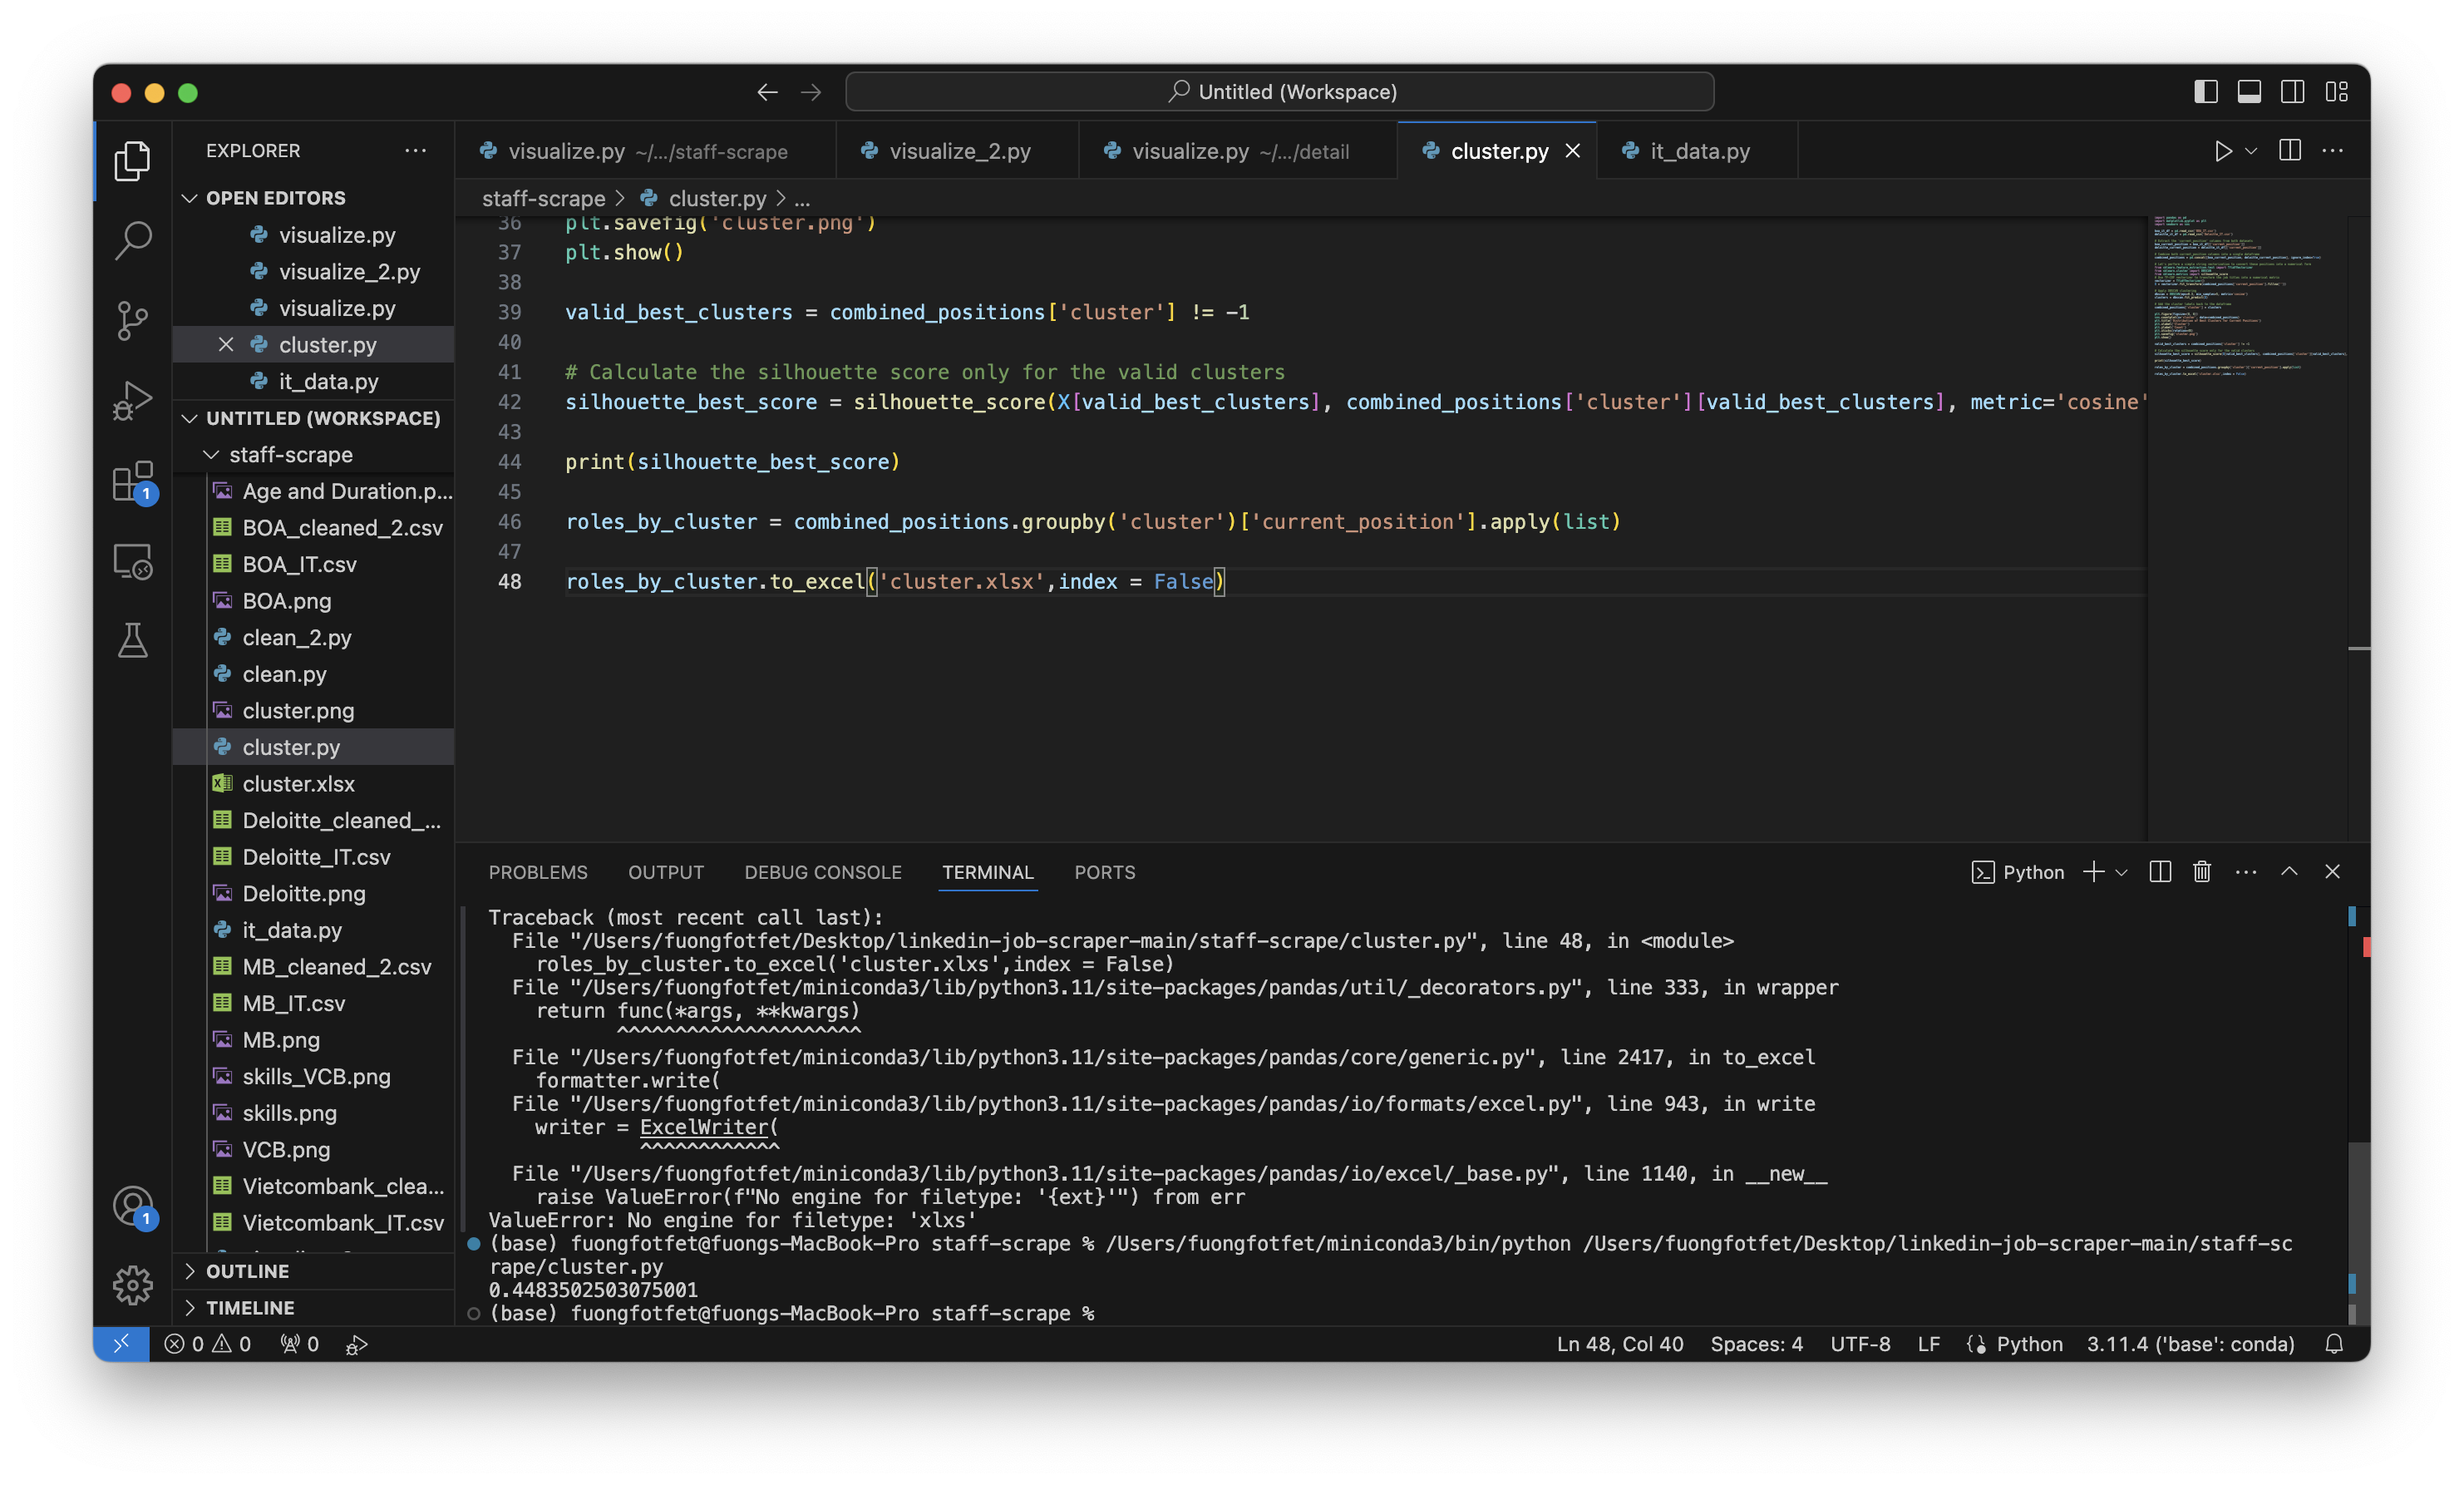 Untitled (Workspace)
EXPLORER
OPEN EDITORS
visualize.py
visualize_2.py
visualize.py
cluster.py
it_data.py
UNTITLED (WORKSPACE)
staff-scrape
Age and Duration.p...
BOA_cleaned_2.csv
BOA_IT.csv
BOA.png
clean_2.py
clean.py
cluster.png
cluster.py
cluster.xlsx
Deloitte_cleaned_...
Deloitte_IT.csv
Deloitte.png
it_data.py
MB_cleaned_2.csv
MB_IT.csv
MB.png
skills_VCB.png
skills.png
VCB.png
Vietcombank_clea...
Vietcombank_IT.csv
OUTLINE
TIMELINE
1
1
visualize.py ~/.../staff-scrape visualize_2.py visualize.py ~/.../detail cluster.py it_data.py
staff-scrape > cluster.py > ...
36 plt.savefig('cluster.png')
37 plt.show()
38
39 valid_best_clusters = combined_positions['cluster'] != -1
40
41 # Calculate the silhouette score only for the valid clusters
42 silhouette_best_score = silhouette_score(X[valid_best_clusters], combined_positions['cluster'][valid_best_clusters], metric='cosine'
43
44 print(silhouette_best_score)
45
46 roles_by_cluster = combined_positions.groupby('cluster')['current_position'].apply(list)
47
48 roles_by_cluster.to_excel('cluster.xlsx',index = False)
PROBLEMS OUTPUT DEBUG CONSOLE TERMINAL PORTS Python
Traceback (most recent call last):
File "/Users/fuongfotfet/Desktop/linkedin-job-scraper-main/staff-scrape/cluster.py", line 48, in <module>
roles_by_cluster.to_excel('cluster.xlxs',index = False)
File "/Users/fuongfotfet/miniconda3/lib/python3.11/site-packages/pandas/util/_decorators.py", line 333, in wrapper
return func(*args, **kwargs)
^^^^^^^^^^^^^^^^^^^^^
File "/Users/fuongfotfet/miniconda3/lib/python3.11/site-packages/pandas/core/generic.py", line 2417, in to_excel
formatter.write(
File "/Users/fuongfotfet/miniconda3/lib/python3.11/site-packages/pandas/io/formats/excel.py", line 943, in write
writer = ExcelWriter(
^^^^^^^^^^^^
File "/Users/fuongfotfet/miniconda3/lib/python3.11/site-packages/pandas/io/excel/_base.py", line 1140, in __new__
raise ValueError(f"No engine for filetype: '{ext}'") from err
ValueError: No engine for filetype: 'xlxs'
(base) fuongfotfet@fuongs-MacBook-Pro staff-scrape % /Users/fuongfotfet/miniconda3/bin/python /Users/fuongfotfet/Desktop/linkedin-job-scraper-main/staff-sc
rape/cluster.py
0.4483502503075001
(base) fuongfotfet@fuongs-MacBook-Pro staff-scrape %
0 0 0 Ln 48, Col 40 Spaces: 4 UTF-8 LF Python 3.11.4 ('base': conda)